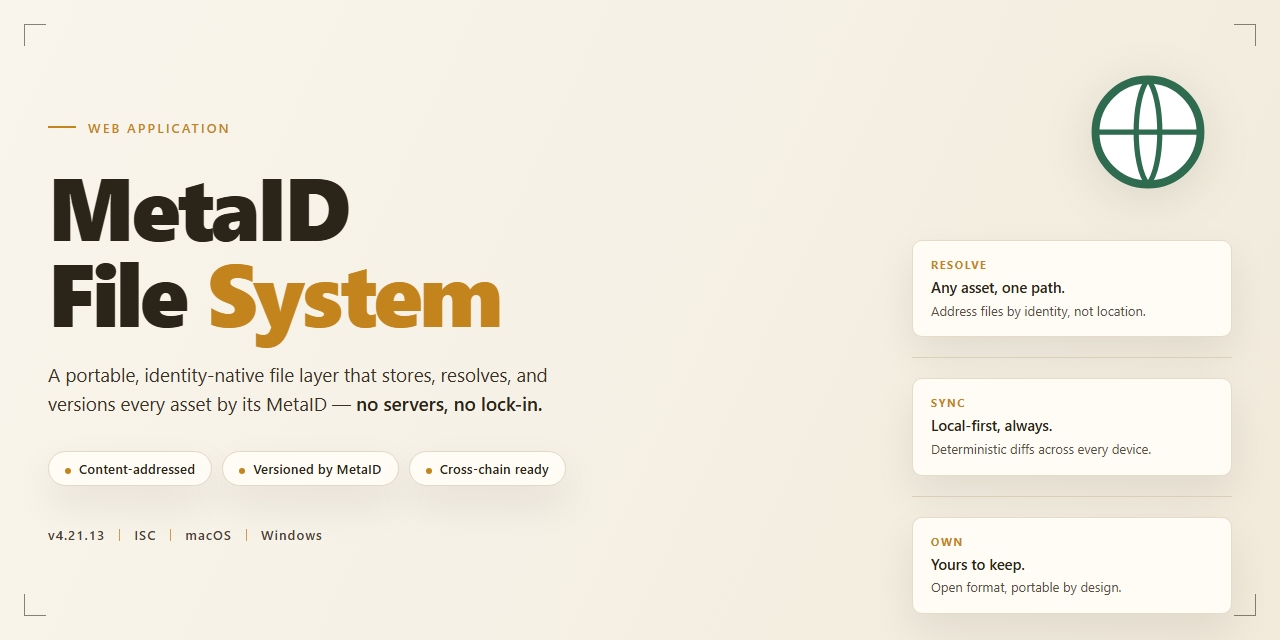 WEB APPLICATION
MetaID
File System
A portable, identity-native file layer that stores, resolves, and
versions every asset by its MetaID — no servers, no lock-in.
Content-addressed
Versioned by MetaID
Cross-chain ready
v4.21.13 | ISC | macOS | Windows
RESOLVE
Any asset, one path.
Address files by identity, not location.
SYNC
Local-first, always.
Deterministic diffs across every device.
OWN
Yours to keep.
Open format, portable by design.